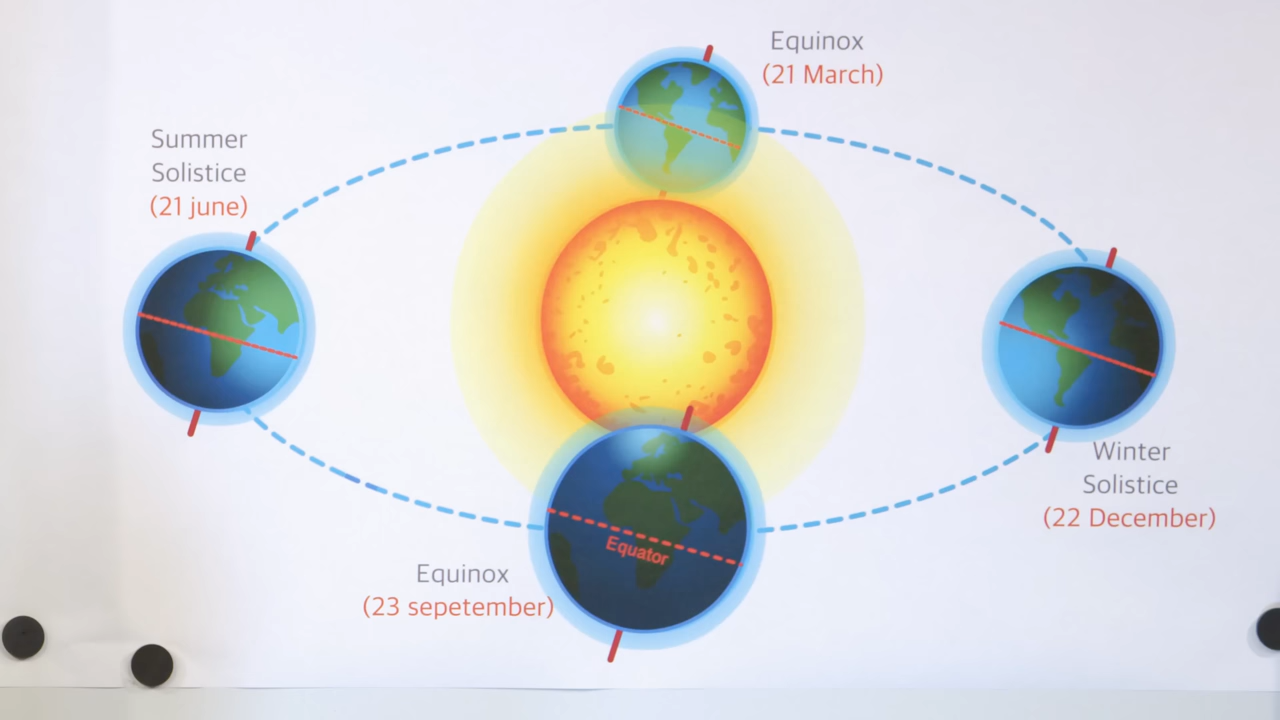 Equinox
(21 March)
Summer
Solistice
(21 june)
Winter
Solistice
(22 December)
Equator
Equinox
(23 sepetember)